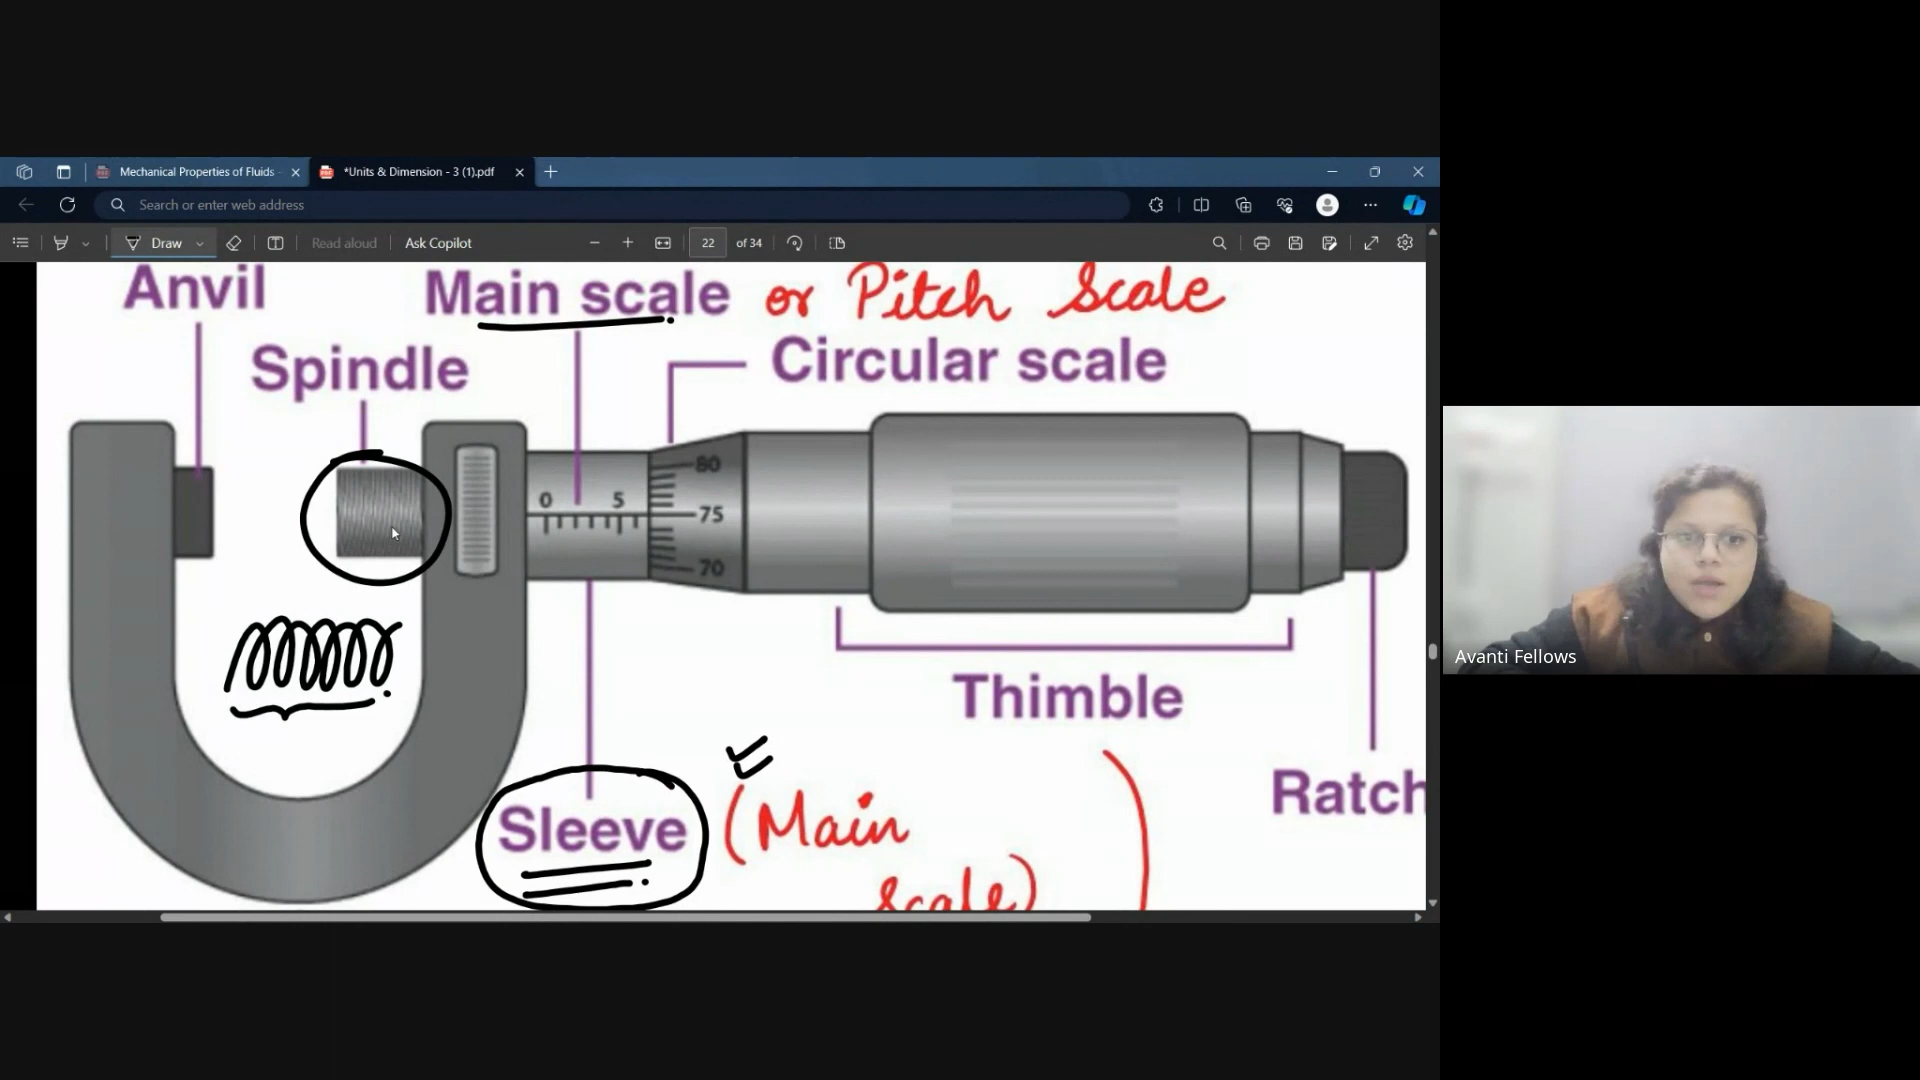 Mechanical Properties of Fluids -
*Units & Dimension - 3 (1).pdf
Search or enter web address
Draw
Read aloud
Ask Copilot
22 of 34
Anvil
Main scale or Pitch Scale
Spindle
Circular scale
80
0 5
75
70
Thimble
Ratch
Sleeve (Main
Scale)
Avanti Fellows